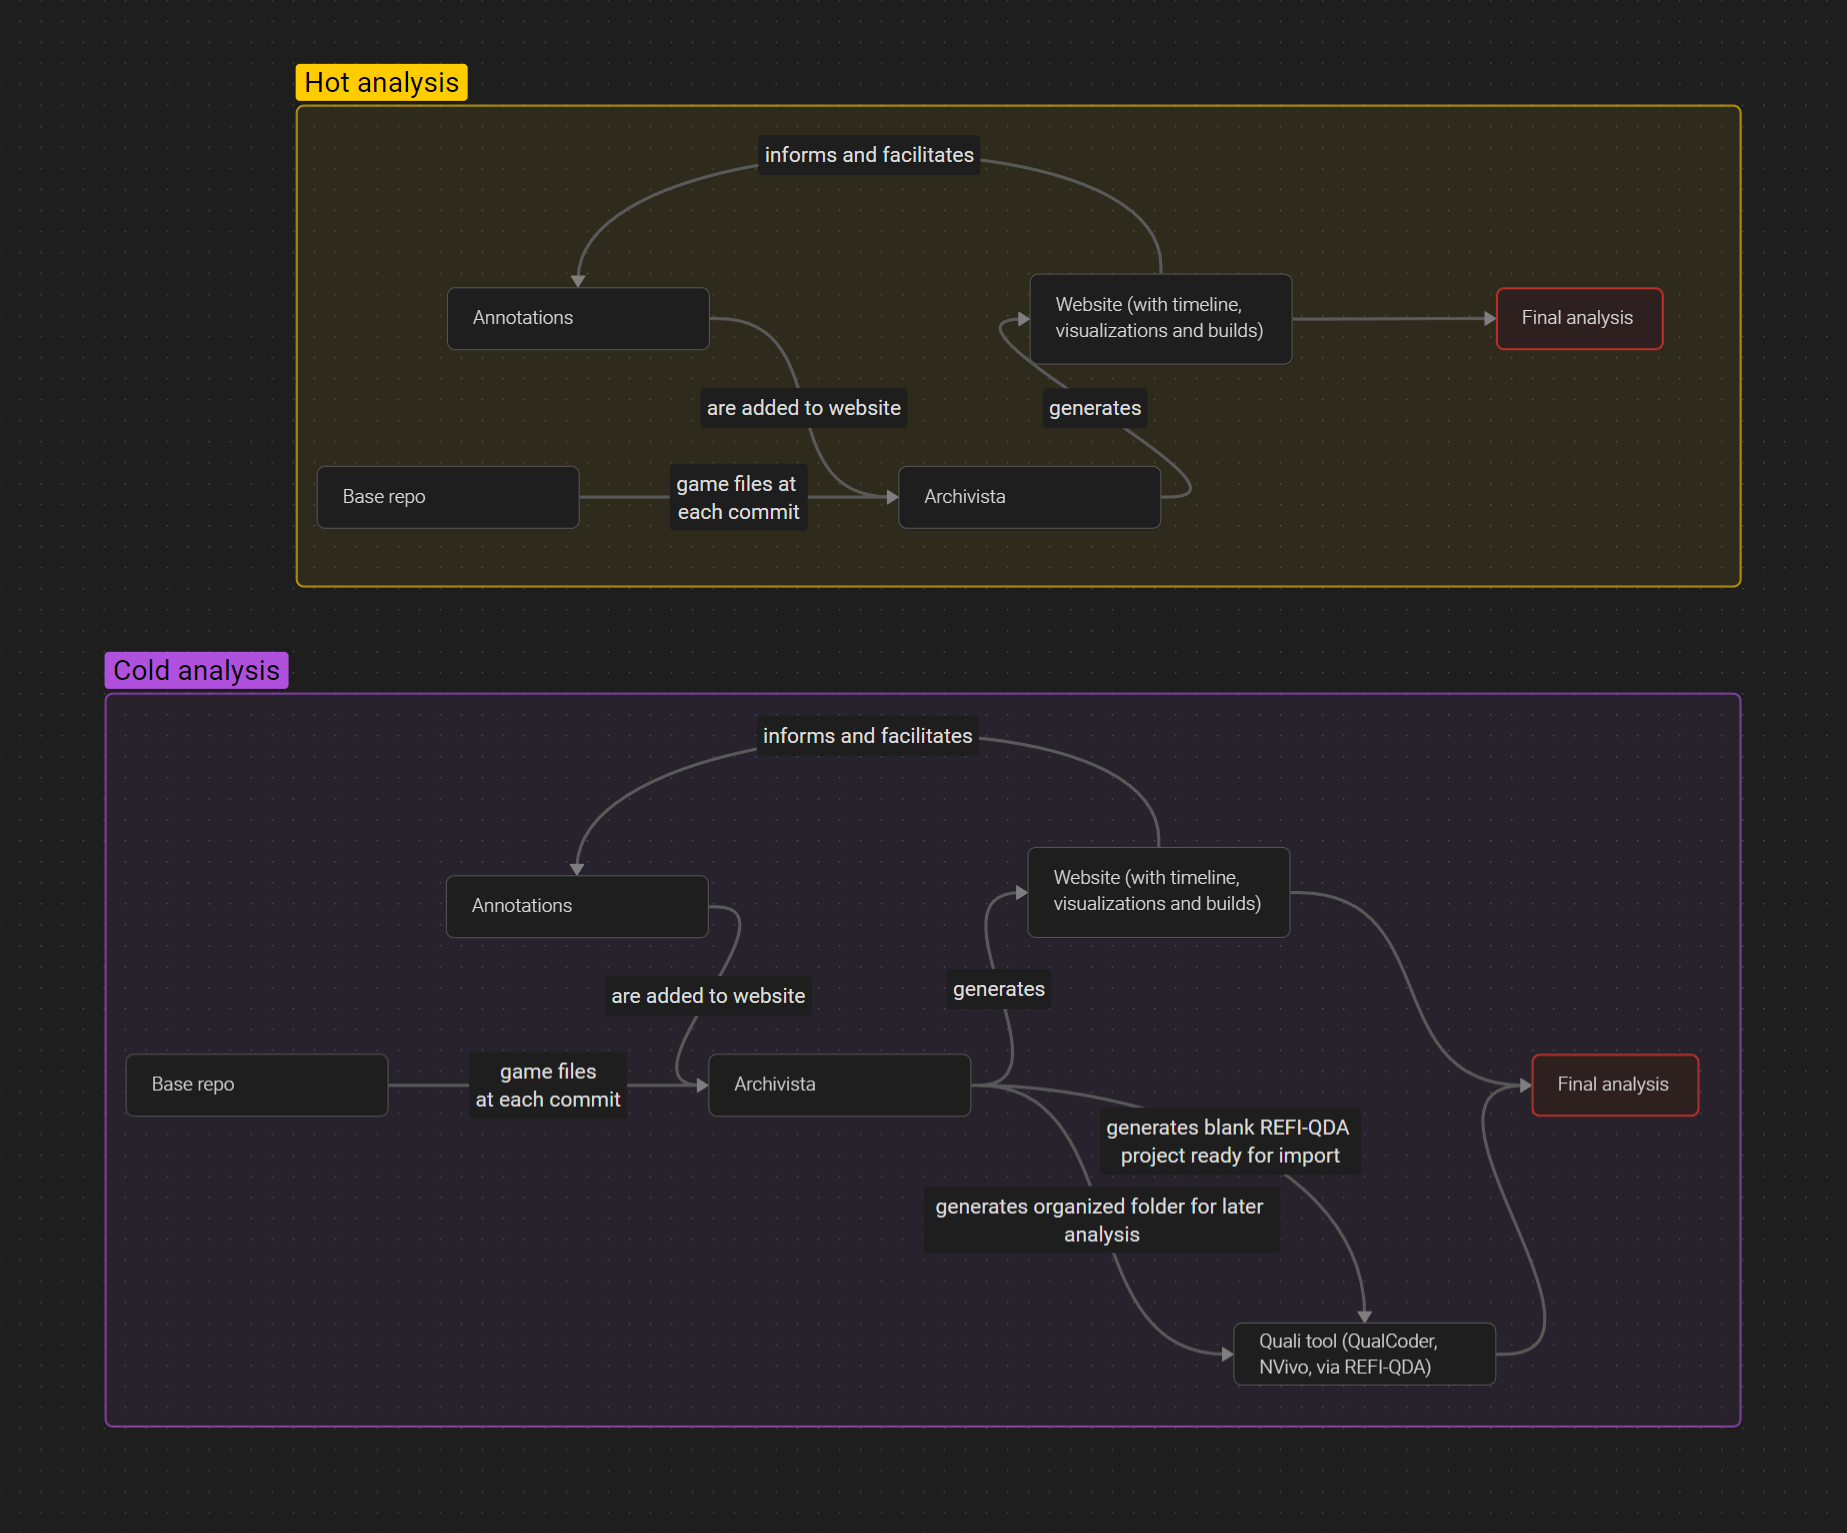 Hot analysis
informs and facilitates
Annotations
Website (with timeline,
visualizations and builds)
Final analysis
are added to website
generates
Base repo
game files at
each commit
Archivista
Cold analysis
informs and facilitates
Annotations
Website (with timeline,
visualizations and builds)
are added to website
generates
Base repo
game files
at each commit
Archivista
Final analysis
generates blank REFI-QDA
project ready for import
generates organized folder for later
analysis
Quali tool (QualCoder,
NVivo, via REFI-QDA)